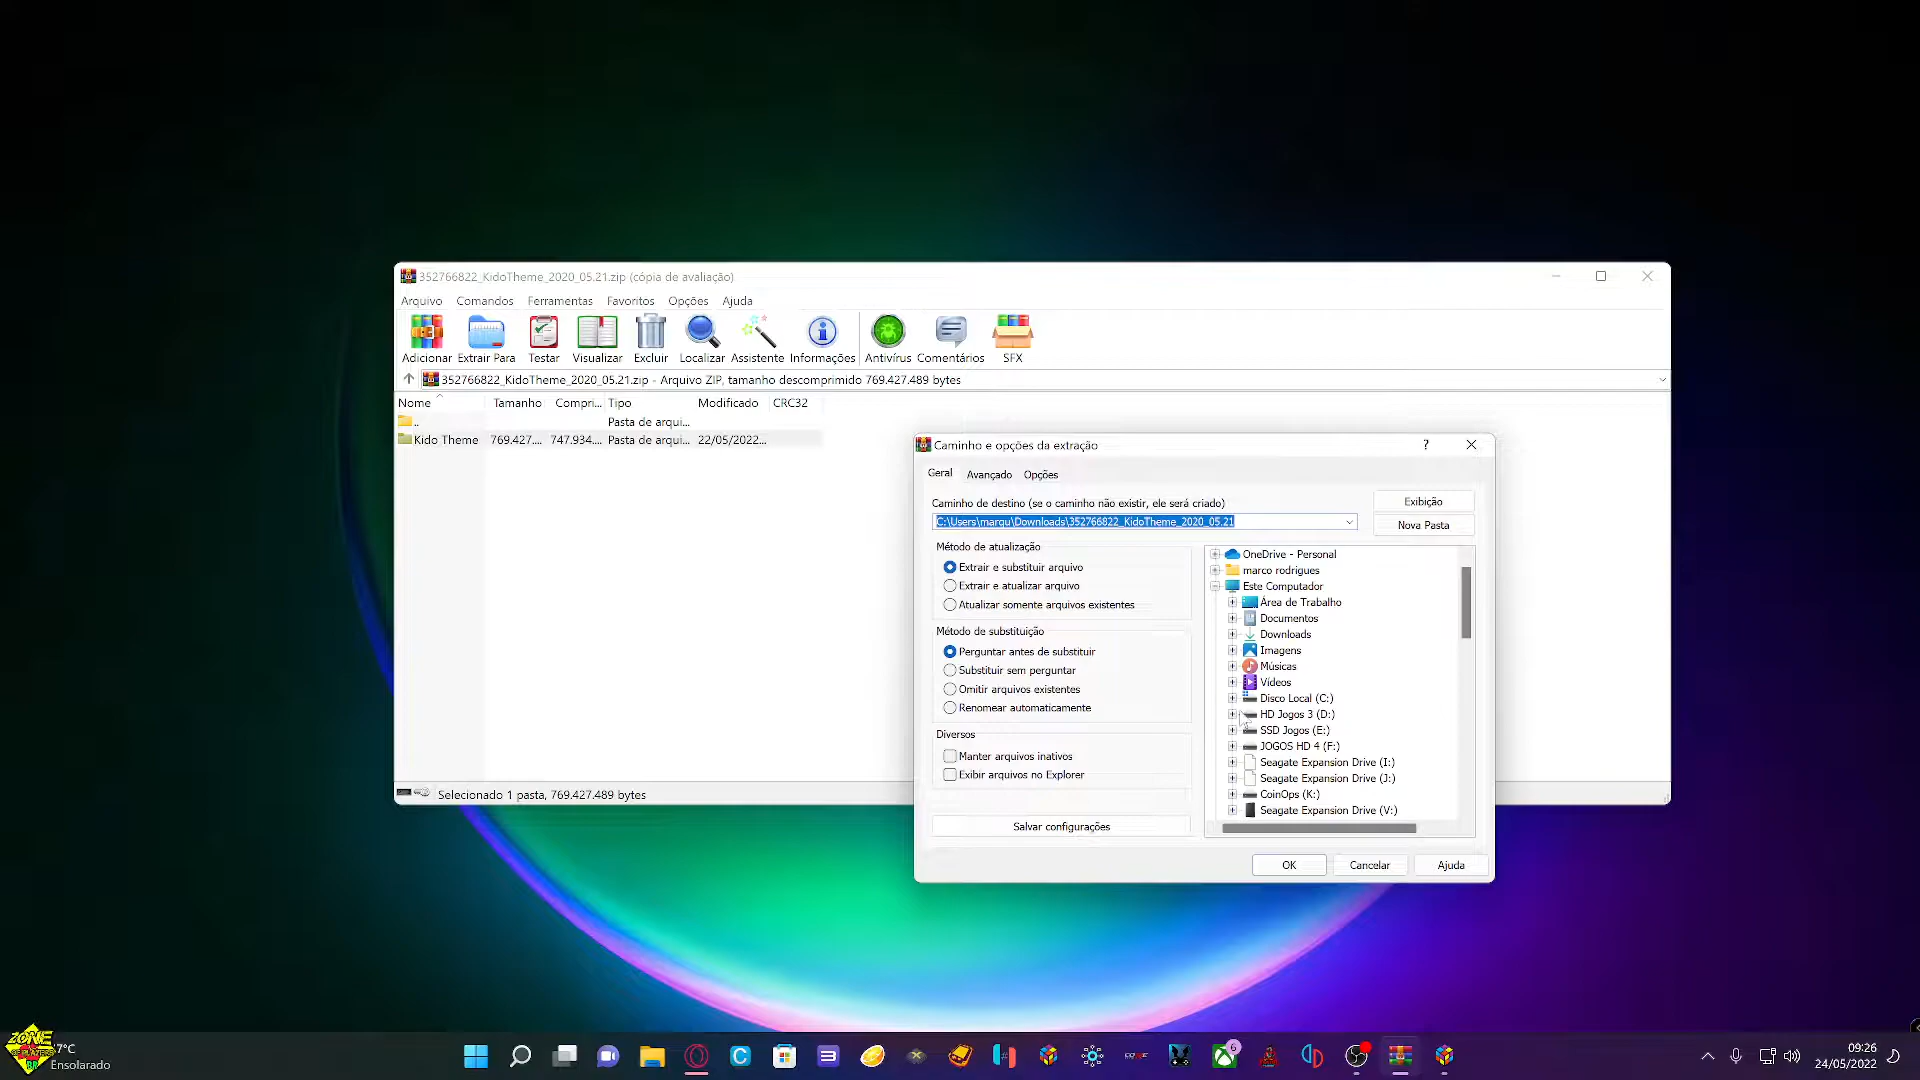 352766822_KidoTheme_2020_05.21.zip (cópia de avaliação)
Arquivo Comandos Ferramentas Favoritos Opções Ajuda
Adicionar Extrair Para Testar Visualizar Excluir Localizar Assistente Informações Antivírus Comentários SFX
352766822_KidoTheme_2020_05.21.zip - Arquivo ZIP, tamanho descomprimido 769.427.489 bytes
Nome Tamanho Compri... Tipo Modificado CRC32
.. Pasta de arqui...
Kido Theme 769.427.... 747.934.... Pasta de arqui... 22/05/2022...
Selecionado 1 pasta, 769.427.489 bytes
Caminho e opções da extração ?
Geral Avançado Opções
Caminho de destino (se o caminho não existir, ele será criado)
C:\Users\marqu\Downloads\352766822_KidoTheme_2020_05.21
Exibição
Nova Pasta
Método de atualização
Extrair e substituir arquivo
Extrair e atualizar arquivo
Atualizar somente arquivos existentes
Método de substituição
Perguntar antes de substituir
Substituir sem perguntar
Omitir arquivos existentes
Renomear automaticamente
Diversos
Manter arquivos inativos
Exibir arquivos no Explorer
Salvar configurações
OneDrive - Personal
marco rodrigues
Este Computador
Área de Trabalho
Documentos
Downloads
Imagens
Músicas
Vídeos
Disco Local (C:)
HD Jogos 3 (D:)
SSD Jogos (E:)
JOGOS HD 4 (F:)
Seagate Expansion Drive (I:)
Seagate Expansion Drive (J:)
CoinOps (K:)
Seagate Expansion Drive (V:)
OK Cancelar Ajuda
ZONE
7°C
Ensolarado
6
09:26
24/05/2022